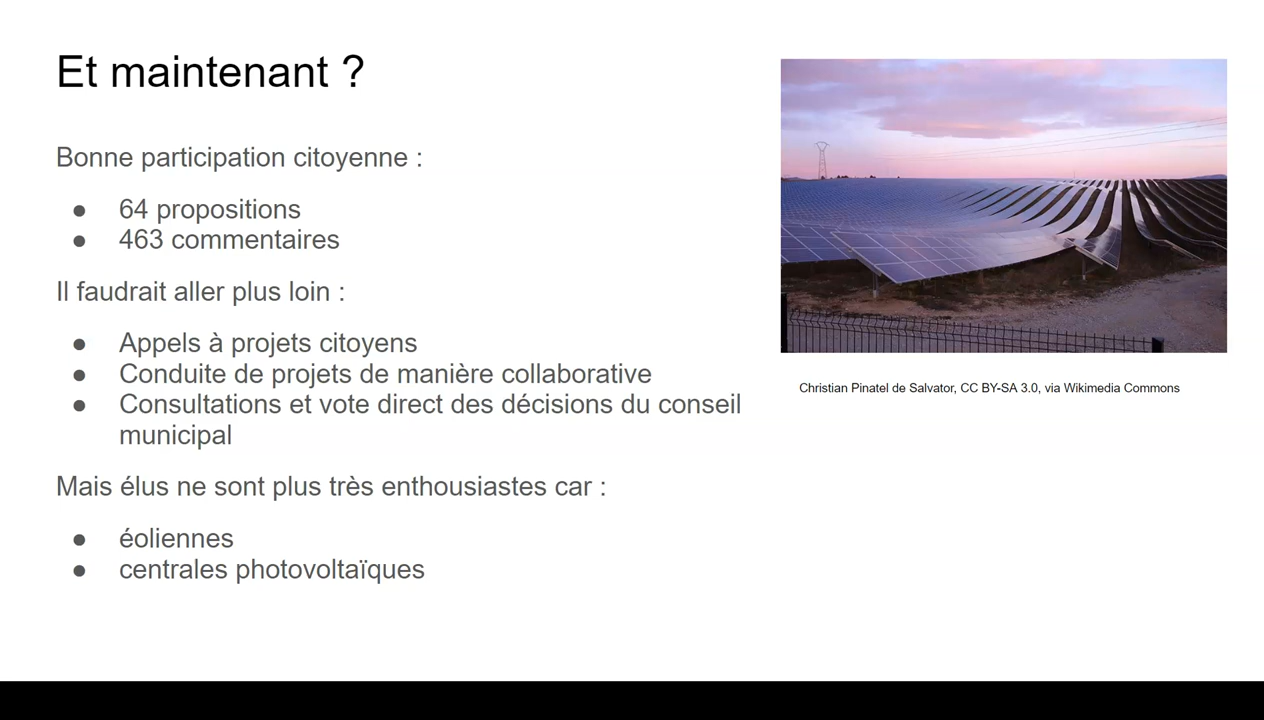 Et maintenant ?
Bonne participation citoyenne :
● 64 propositions
● 463 commentaires
Il faudrait aller plus loin :
● Appels à projets citoyens
● Conduite de projets de manière collaborative
● Consultations et vote direct des décisions du conseil
municipal
Mais élus ne sont plus très enthousiastes car :
● éoliennes
● centrales photovoltaïques
Christian Pinatel de Salvator, CC BY-SA 3.0, via Wikimedia Commons